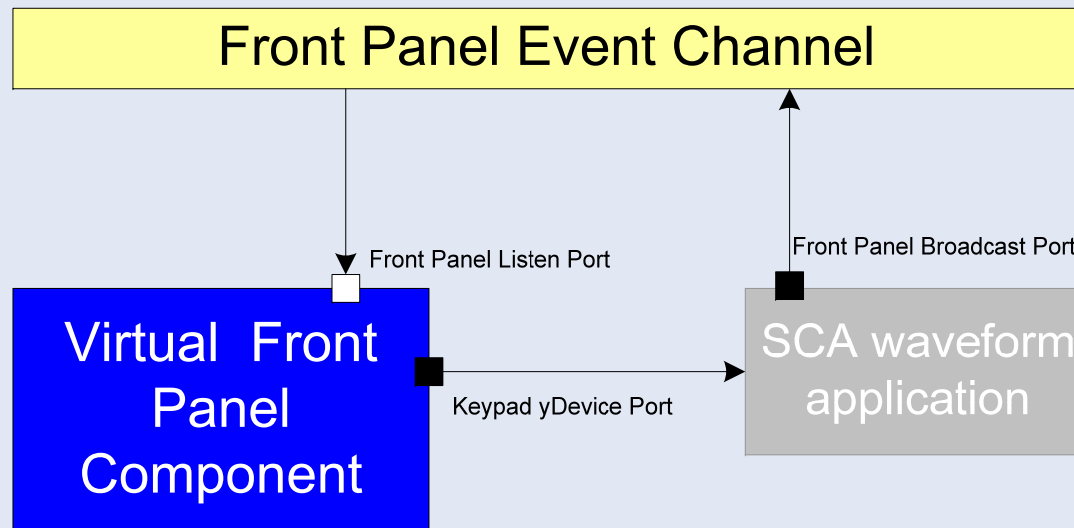 Front Panel Event Channel
Front Panel Listen Port
Front Panel Broadcast Port
Virtual Front
Panel
Component
SCA waveform
application
Keypad yDevice Port